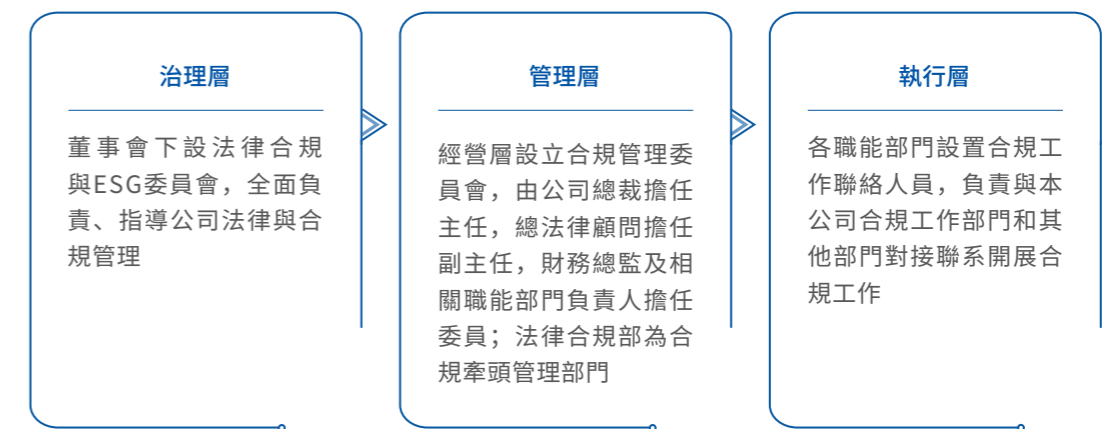 治理層
董事會下設法律合規
與ESG委員會，全面負
責、指導公司法律與合
規管理
管理層
經營層設立合規管理委
員會，由公司總裁擔任
主任，總法律顧問擔任
副主任，財務總監及相
關職能部門負責人擔任
委員；法律合規部為合
規牽頭管理部門
執行層
各職能部門設置合規工
作聯絡人員，負責與本
公司合規工作部門和其
他部門對接聯系開展合
規工作